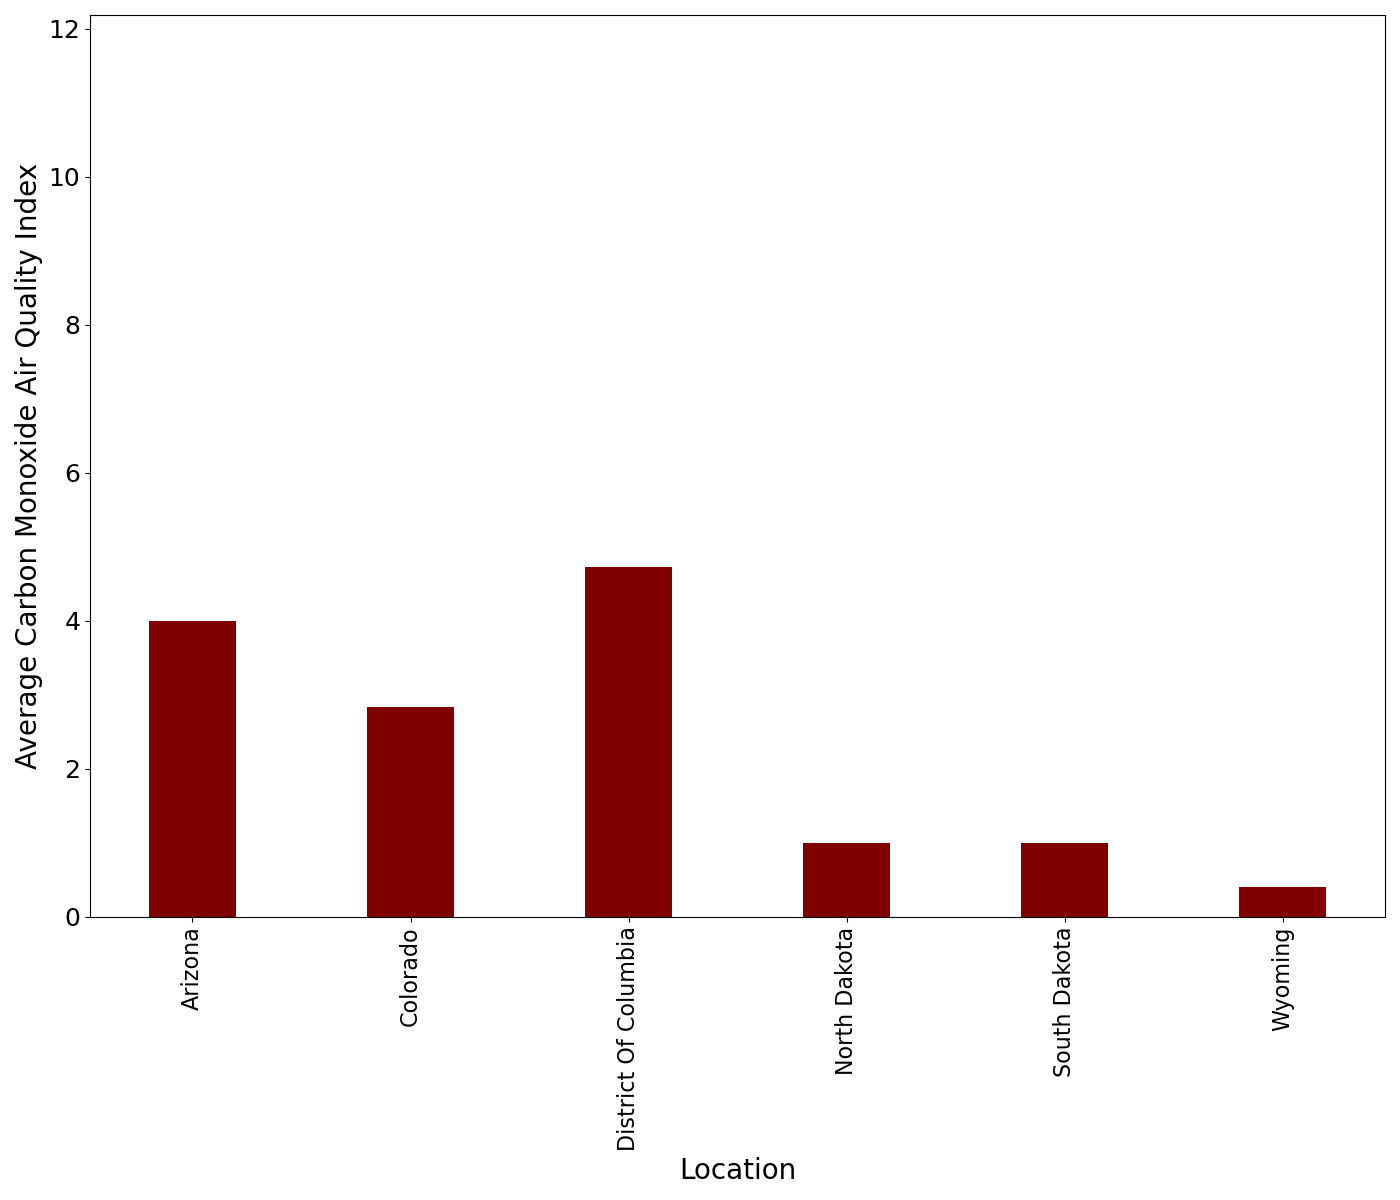 Average Carbon Monoxide Air Quality Index
12
10
8
6
4
2
0
Arizona
Colorado
District Of Columbia
North Dakota
South Dakota
Wyoming
Location